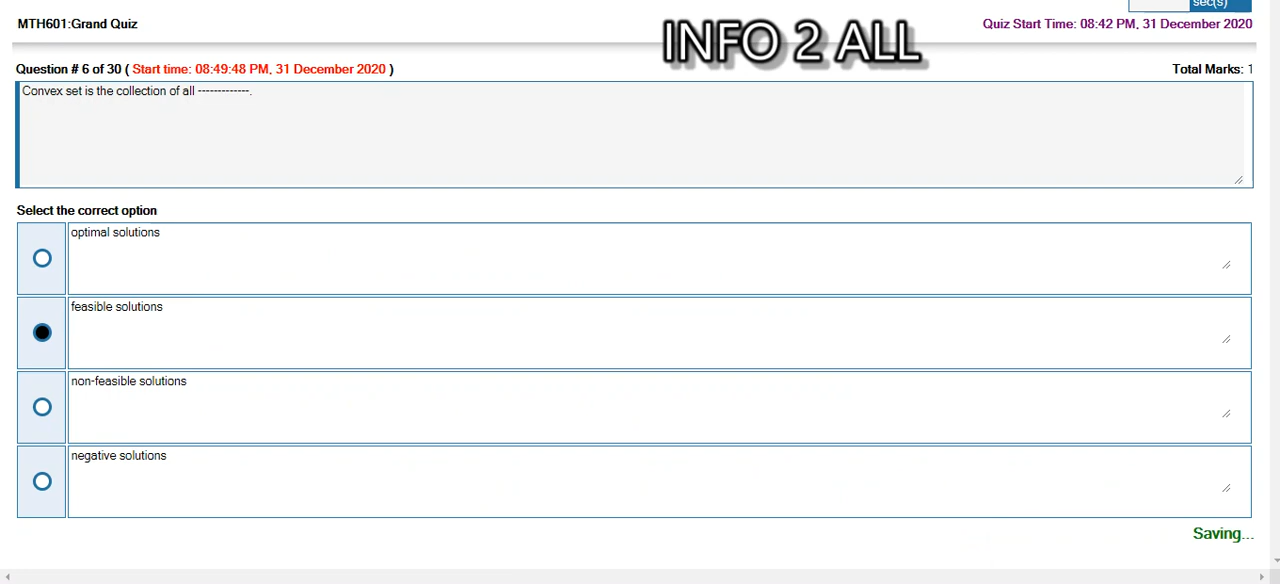 sec(s)
MTH601:Grand Quiz
INFO 2 ALL
Quiz Start Time: 08:42 PM, 31 December 2020
Question # 6 of 30 ( Start time: 08:49:48 PM, 31 December 2020 )
Total Marks: 1
Convex set is the collection of all -------------.
Select the correct option
optimal solutions
feasible solutions
non-feasible solutions
negative solutions
Saving...